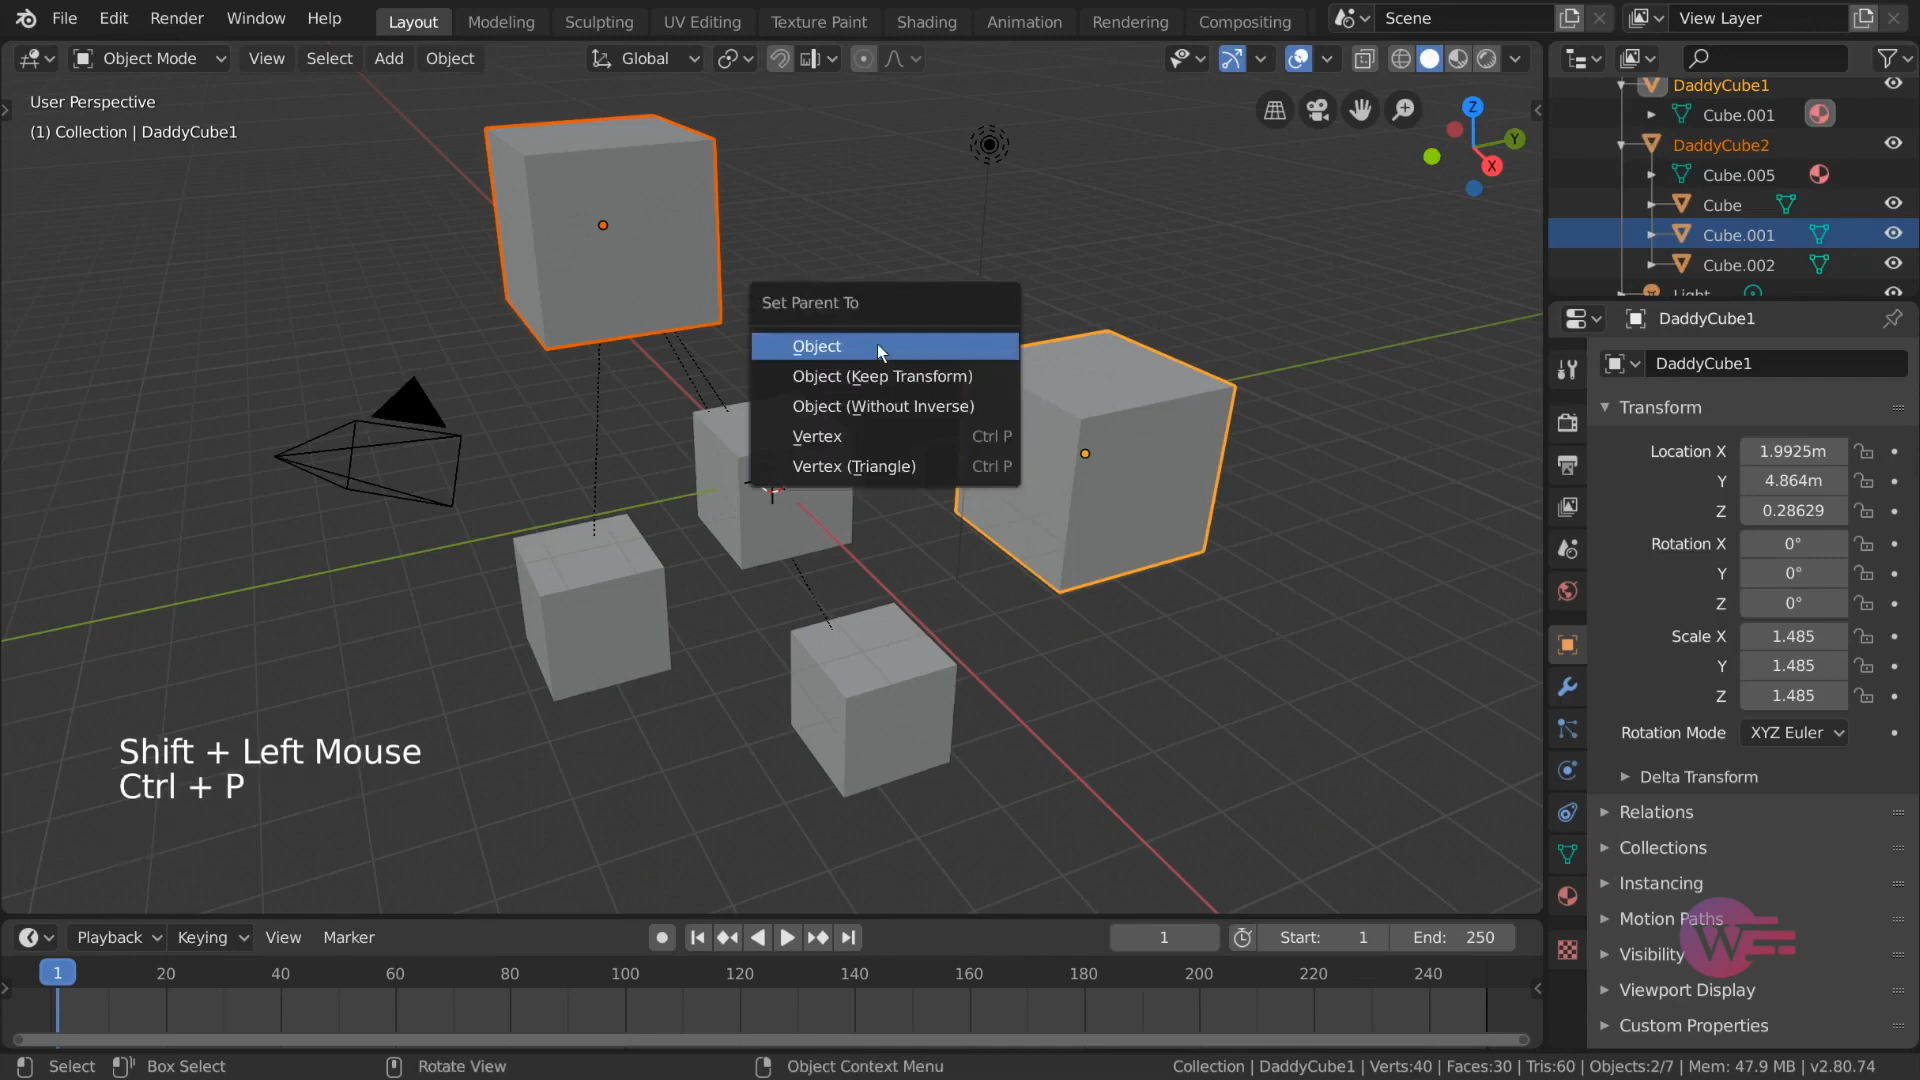 File Edit Render Window Help Layout Modeling Sculpting UV Editing Texture Paint Shading Animation Rendering Compositing Scene View Layer
Object Mode View Select Add Object Global
User Perspective
(1) Collection | DaddyCube1
Z
Y
X
DaddyCube1
Cube.001
DaddyCube2
Cube.005
Cube
Cube.001
Cube.002
Light
Set Parent To
Object
Object (Keep Transform)
Object (Without Inverse)
Vertex Ctrl P
Vertex (Triangle) Ctrl P
DaddyCube1
DaddyCube1
Transform
Location X 1.9925m
Y 4.864m
Z 0.28629
Rotation X 0°
Y 0°
Z 0°
Scale X 1.485
Y 1.485
Z 1.485
Rotation Mode XYZ Euler
Delta Transform
Relations
Collections
Instancing
Motion Paths
Visibility
Viewport Display
Custom Properties
Shift + Left Mouse
Ctrl + P
Playback Keying View Marker 1 Start: 1 End: 250
1 20 40 60 80 100 120 140 160 180 200 220 240
Select Box Select Rotate View Object Context Menu Collection | DaddyCube1 | Verts:40 | Faces:30 | Tris:60 | Objects:2/7 | Mem: 47.9 MB | v2.80.74